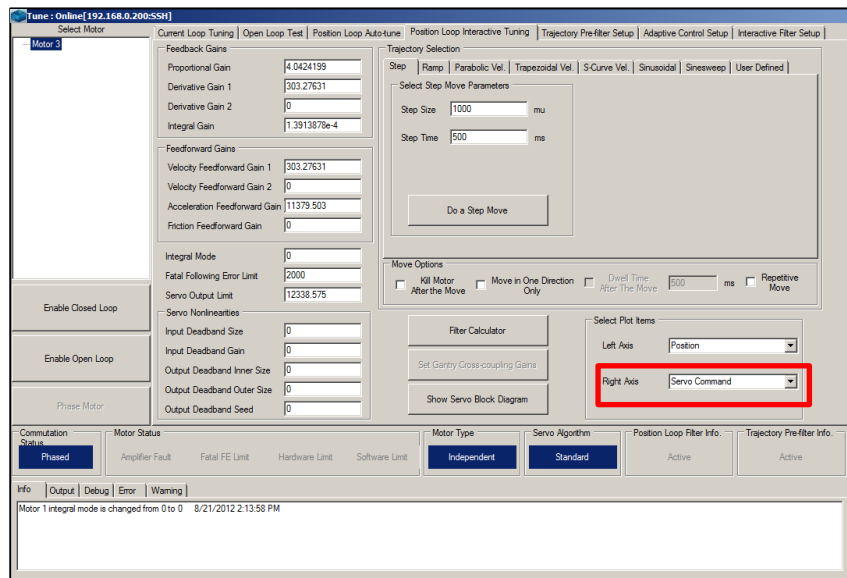 Tune : Online[192.168.0.200:SSH]
Select Motor
Motor 3
Current Loop Tuning | Open Loop Test | Position Loop Auto-tune | Position Loop Interactive Tuning | Trajectory Pre-filter Setup | Adaptive Control Setup | Interactive Filter Setup
Feedback Gains
Proportional Gain 4.0424199
Derivative Gain 1 303.27631
Derivative Gain 2 0
Integral Gain 1.3913878e-4
Feedforward Gains
Velocity Feedforward Gain 1 303.27631
Velocity Feedforward Gain 2 0
Acceleration Feedforward Gain 11379.503
Friction Feedforward Gain 0
Integral Mode 0
Fatal Following Error Limit 2000
Servo Output Limit 12338.575
Servo Nonlinearities
Input Deadband Size 0
Input Deadband Gain 0
Output Deadband Inner Size 0
Output Deadband Outer Size 0
Output Deadband Seed 0
Trajectory Selection
Step | Ramp | Parabolic Vel. | Trapezoidal Vel. | S-Curve Vel. | Sinusoidal | Sinesweep | User Defined
Select Step Move Parameters
Step Size 1000 mu
Step Time 500 ms
Do a Step Move
Move Options
Kill Motor
After the Move
Move in One Direction
Only
Dwell Time
After The Move
500 ms
Repetitive
Move
Enable Closed Loop
Enable Open Loop
Phase Motor
Filter Calculator
Set Gantry Cross-coupling Gains
Show Servo Block Diagram
Select Plot Items
Left Axis Position
Right Axis Servo Command
Commutation
Status
Phased
Motor Status
Amplifier Fault Fatal FE Limit Hardware Limit Software Limit
Motor Type
Independent
Servo Algorithm
Standard
Position Loop Filter Info.
Active
Trajectory Pre-filter Info.
Active
Info | Output | Debug | Error | Warning
Motor 1 integral mode is changed from 0 to 0 8/21/2012 2:13:58 PM